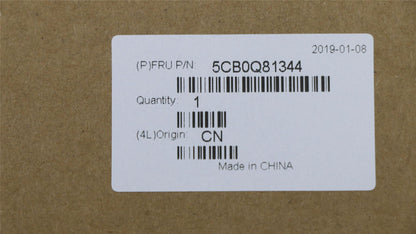 2019-01-08
(P)FRU P/N: 5CB0Q81344
Quantity: 1
(4L)Origin: CN
Made in CHINA